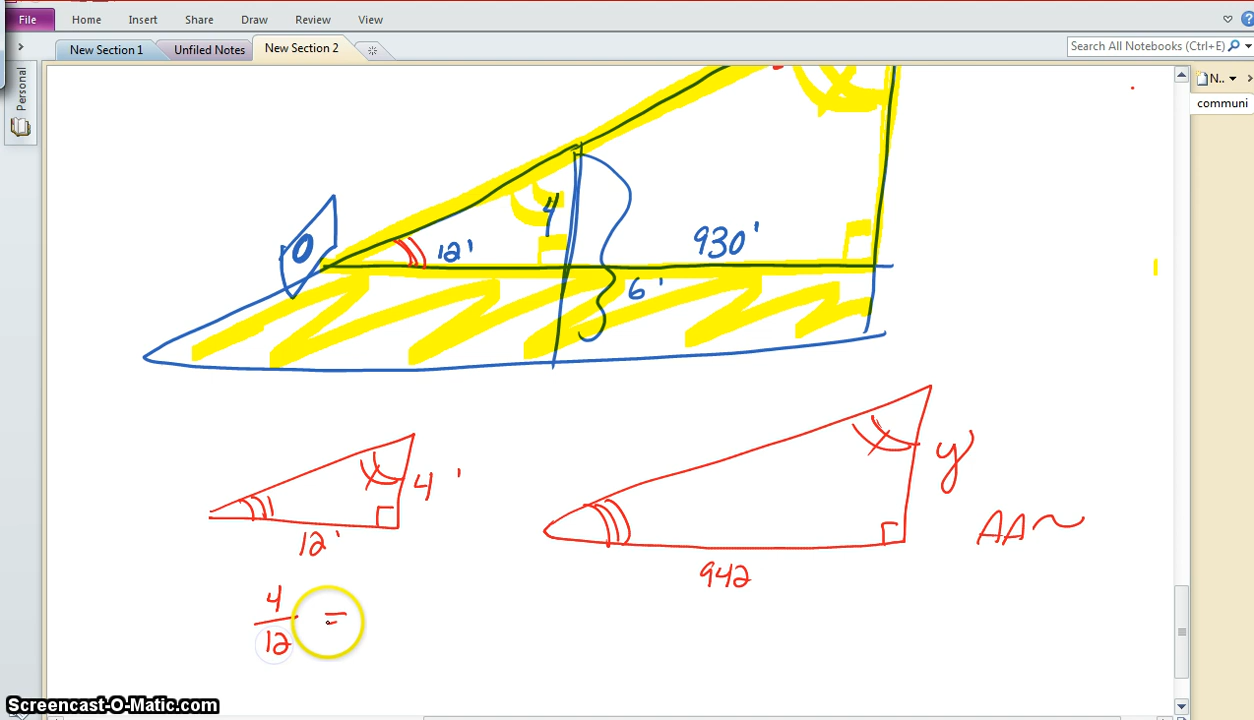 File Home Insert Share Draw Review View
New Section 1 Unfiled Notes New Section 2
Search All Notebooks (Ctrl+E)
Personal
N..
communi
4
12'
930'
6'
4'
12'
y
942
AA~
4
12 =
Screencast-O-Matic.com